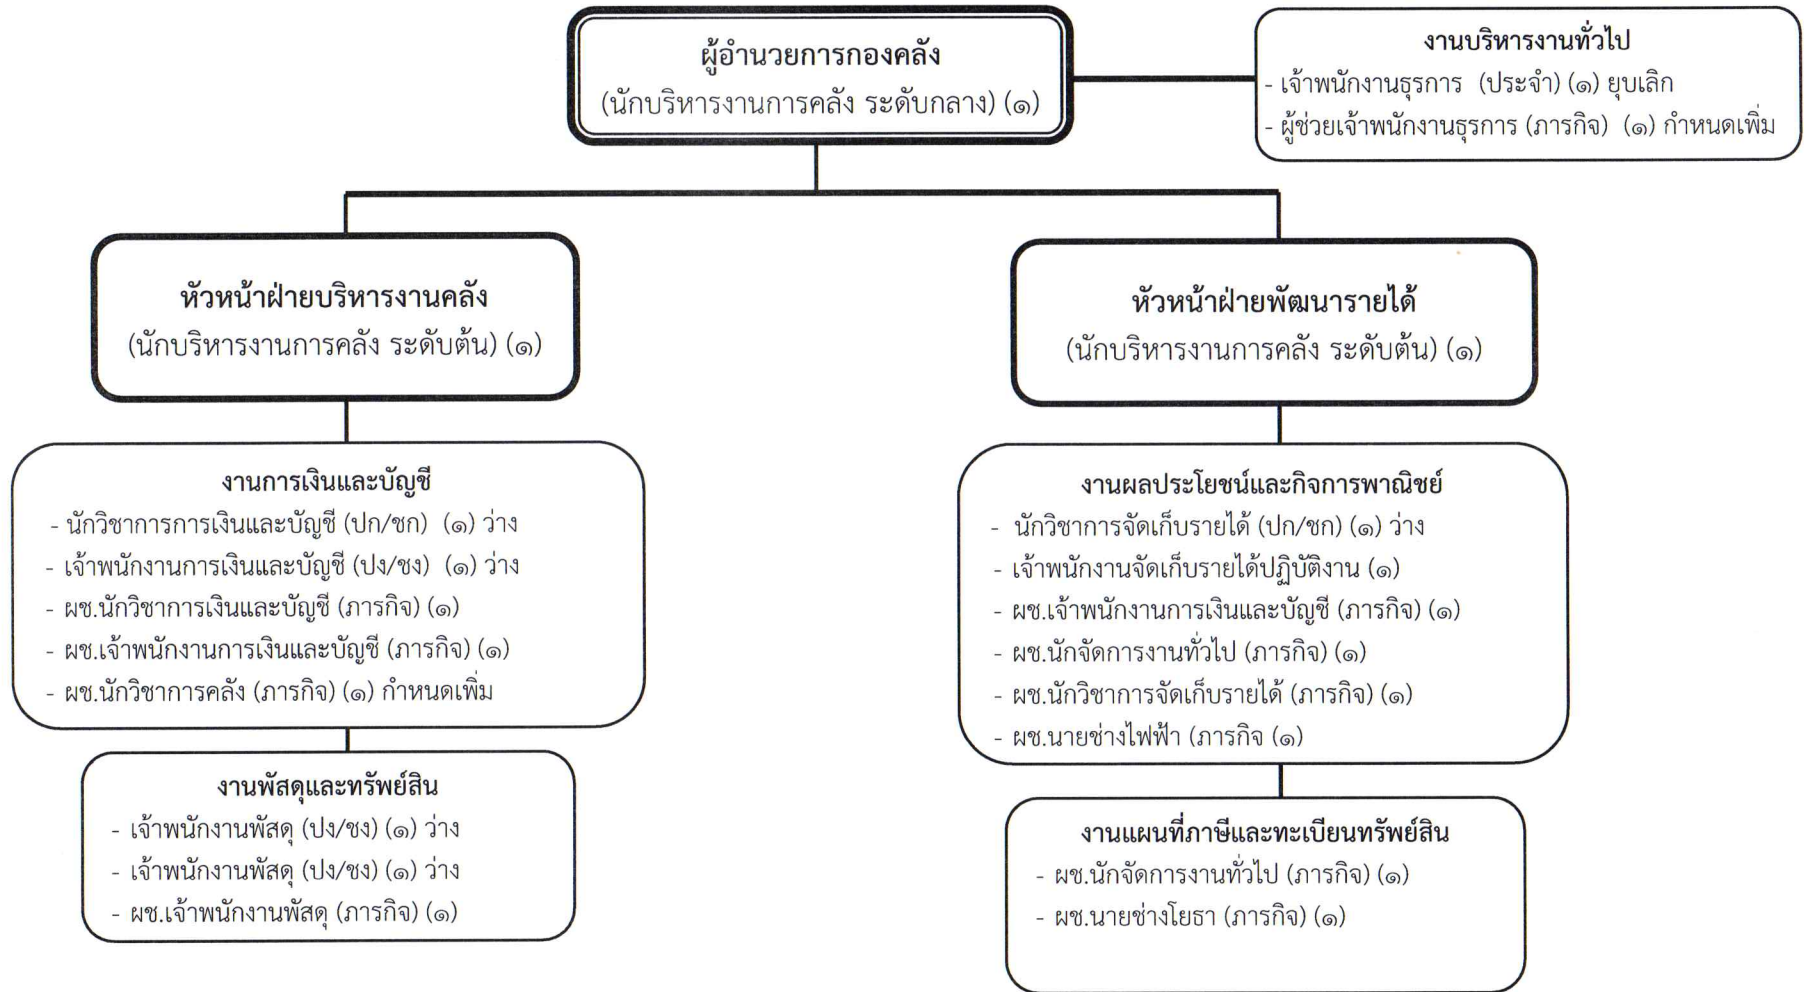 ผู้อำนวยการกองคลัง
(นักบริหารงานการคลัง ระดับกลาง) (๑)
งานบริหารงานทั่วไป
- เจ้าพนักงานธุรการ (ประจำ) (๑) ยุบเลิก
- ผู้ช่วยเจ้าพนักงานธุรการ (ภารกิจ) (๑) กำหนดเพิ่ม
หัวหน้าฝ่ายบริหารงานคลัง
(นักบริหารงานการคลัง ระดับต้น) (๑)
งานการเงินและบัญชี
- นักวิชาการการเงินและบัญชี (ปก/ชก) (๑) ว่าง
- เจ้าพนักงานการเงินและบัญชี (ปง/ชง) (๑) ว่าง
- ผช.นักวิชาการเงินและบัญชี (ภารกิจ) (๑)
- ผช.เจ้าพนักงานการเงินและบัญชี (ภารกิจ) (๑)
- ผช.นักวิชาการคลัง (ภารกิจ) (๑) กำหนดเพิ่ม
งานพัสดุและทรัพย์สิน
- เจ้าพนักงานพัสดุ (ปง/ชง) (๑) ว่าง
- เจ้าพนักงานพัสดุ (ปง/ชง) (๑) ว่าง
- ผช.เจ้าพนักงานพัสดุ (ภารกิจ) (๑)
หัวหน้าฝ่ายพัฒนารายได้
(นักบริหารงานการคลัง ระดับต้น) (๑)
งานผลประโยชน์และกิจการพาณิชย์
- นักวิชาการจัดเก็บรายได้ (ปก/ชก) (๑) ว่าง
- เจ้าพนักงานจัดเก็บรายได้ปฏิบัติงาน (๑)
- ผช.เจ้าพนักงานการเงินและบัญชี (ภารกิจ) (๑)
- ผช.นักจัดการงานทั่วไป (ภารกิจ) (๑)
- ผช.นักวิชาการจัดเก็บรายได้ (ภารกิจ) (๑)
- ผช.นายช่างไฟฟ้า (ภารกิจ (๑)
งานแผนที่ภาษีและทะเบียนทรัพย์สิน
- ผช.นักจัดการงานทั่วไป (ภารกิจ) (๑)
- ผช.นายช่างโยธา (ภารกิจ) (๑)